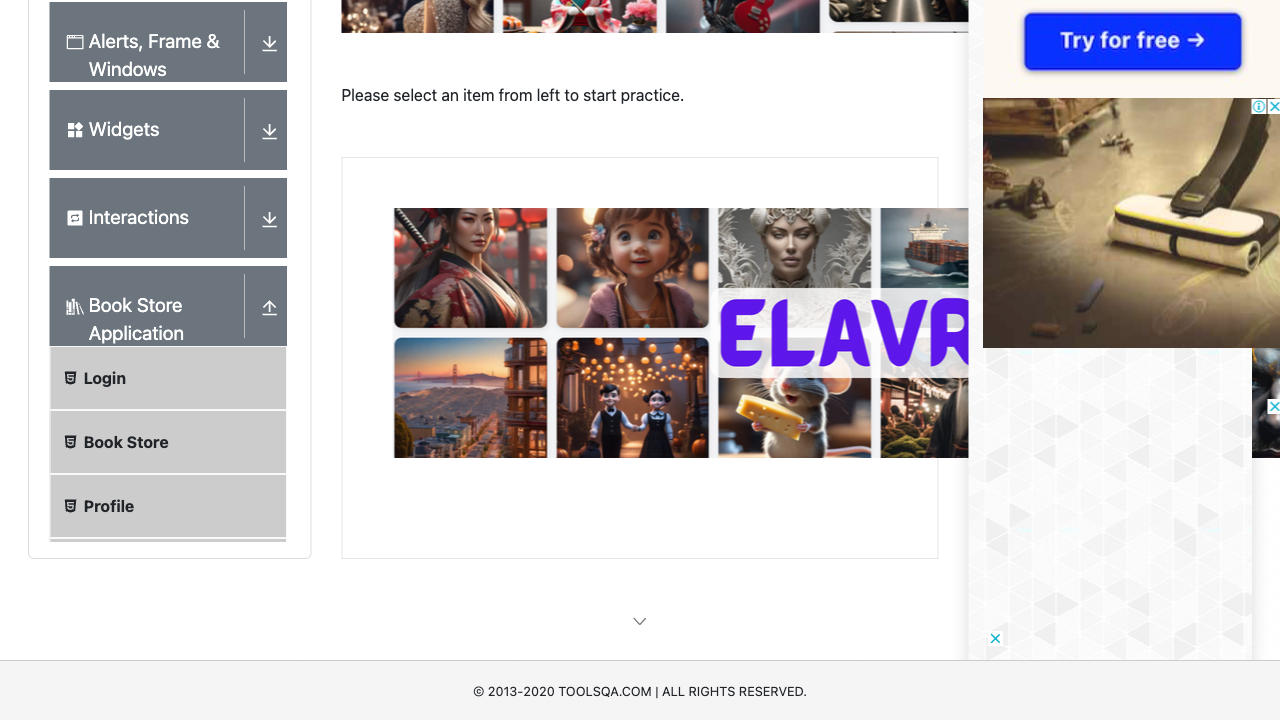 Alerts, Frame &
Windows
Widgets
Interactions
Book Store
Application
Login
Book Store
Profile
Please select an item from left to start practice.
Try for free →
© 2013-2020 TOOLSQA.COM | ALL RIGHTS RESERVED.